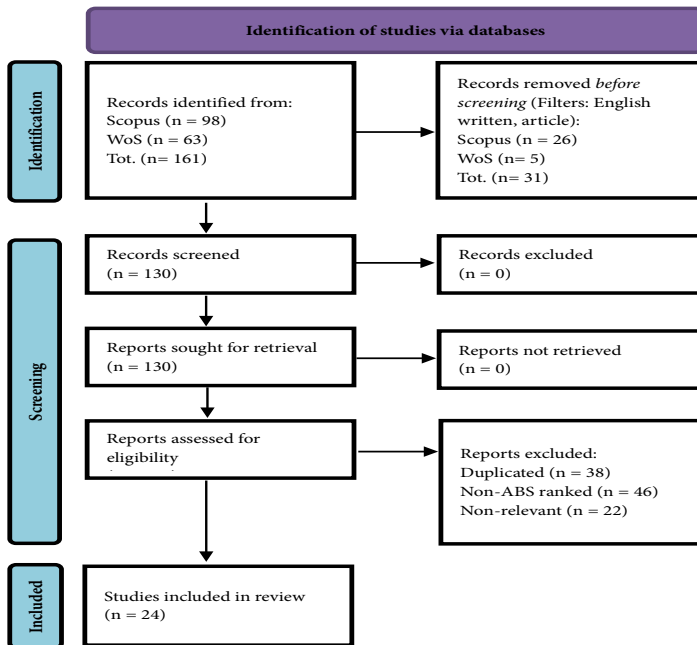 Identification of studies via databases
Identification
Records identified from:
Scopus (n = 98)
WoS (n = 63)
Tot. (n= 161)
Records removed before
screening (Filters: English
written, article):
Scopus (n = 26)
WoS (n= 5)
Tot. (n= 31)
Screening
Records screened
(n = 130)
Records excluded
(n = 0)
Reports sought for retrieval
(n = 130)
Reports not retrieved
(n = 0)
Reports assessed for
eligibility
Reports excluded:
Duplicated (n = 38)
Non-ABS ranked (n = 46)
Non-relevant (n = 22)
Included
Studies included in review
(n = 24)